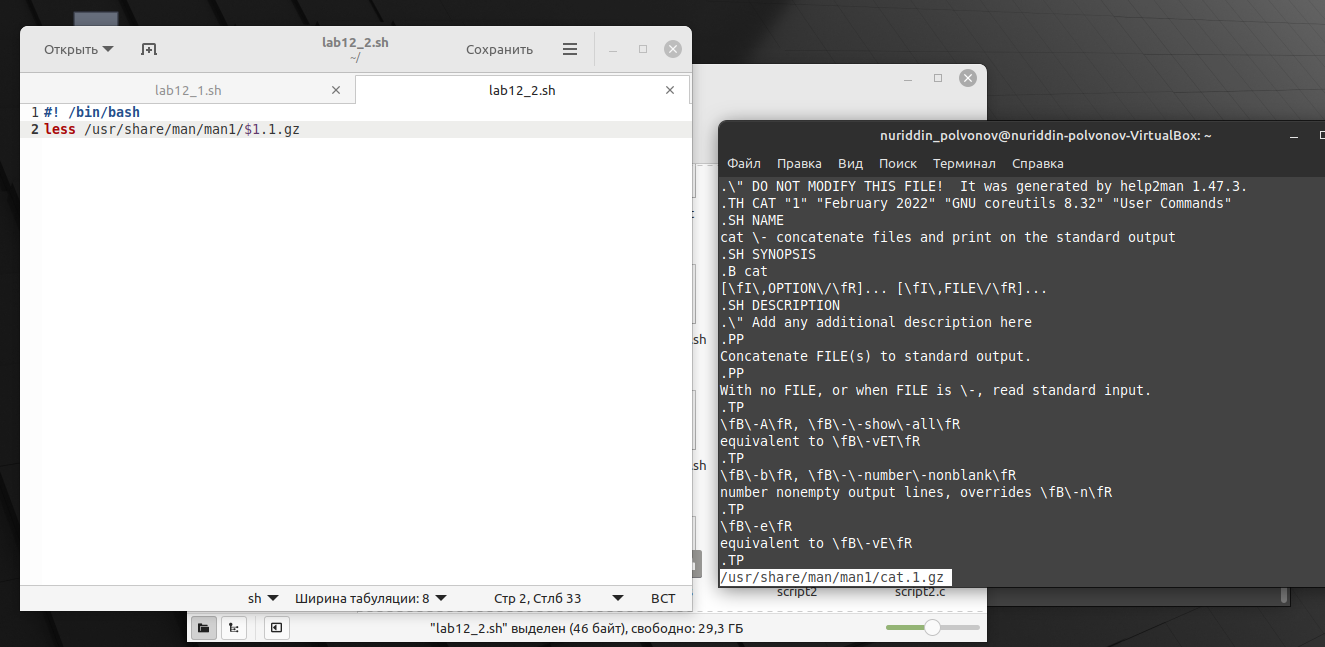 Открыть
lab12_2.sh
~/
Сохранить
lab12_1.sh
lab12_2.sh
1 #! /bin/bash
2 less /usr/share/man/man1/$1.1.gz
sh
Ширина табуляции: 8
Стр 2, Стлб 33
ВСТ
sh
sh
script2
script2.c
"lab12_2.sh" выделен (46 байт), свободно: 29,3 ГБ
nuriddin_polvonov@nuriddin-polvonov-VirtualBox: ~
Файл Правка Вид Поиск Терминал Справка
.\" DO NOT MODIFY THIS FILE!  It was generated by help2man 1.47.3.
.TH CAT "1" "February 2022" "GNU coreutils 8.32" "User Commands"
.SH NAME
cat \- concatenate files and print on the standard output
.SH SYNOPSIS
.B cat
[\fI\,OPTION\/\fR]... [\fI\,FILE\/\fR]...
.SH DESCRIPTION
.\" Add any additional description here
.PP
Concatenate FILE(s) to standard output.
.PP
With no FILE, or when FILE is \-, read standard input.
.TP
\fB\-A\fR, \fB\-\-show\-all\fR
equivalent to \fB\-vET\fR
.TP
\fB\-b\fR, \fB\-\-number\-nonblank\fR
number nonempty output lines, overrides \fB\-n\fR
.TP
\fB\-e\fR
equivalent to \fB\-vE\fR
.TP
/usr/share/man/man1/cat.1.gz